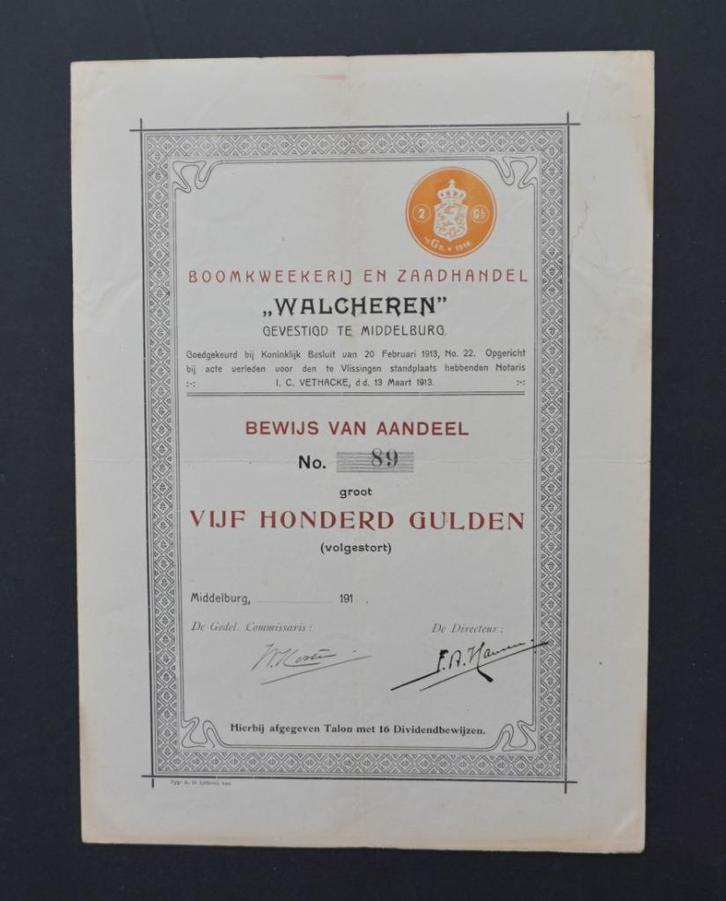 2 Gh
1916
BOOMKWEEKERIJ EN ZAADHANDEL
„WALCHEREN”
GEVESTIGD TE MIDDELBURG.
Goedgekeurd bij Koninklijk Besluit van 20 Februari 1913, No. 22. Opgericht
bij acte verleden voor den te Vlissingen standplaats hebbenden Notaris
I. C. VETHACKE, d.d. 13 Maart 1913.
BEWIJS VAN AANDEEL
No. 89
groot
VIJF HONDERD GULDEN
(volgestort)
Middelburg, 191 .
De Gedel. Commissaris: De Directeur:
F. A.
Hierbij afgegeven Talon met 16 Dividendbewijzen.